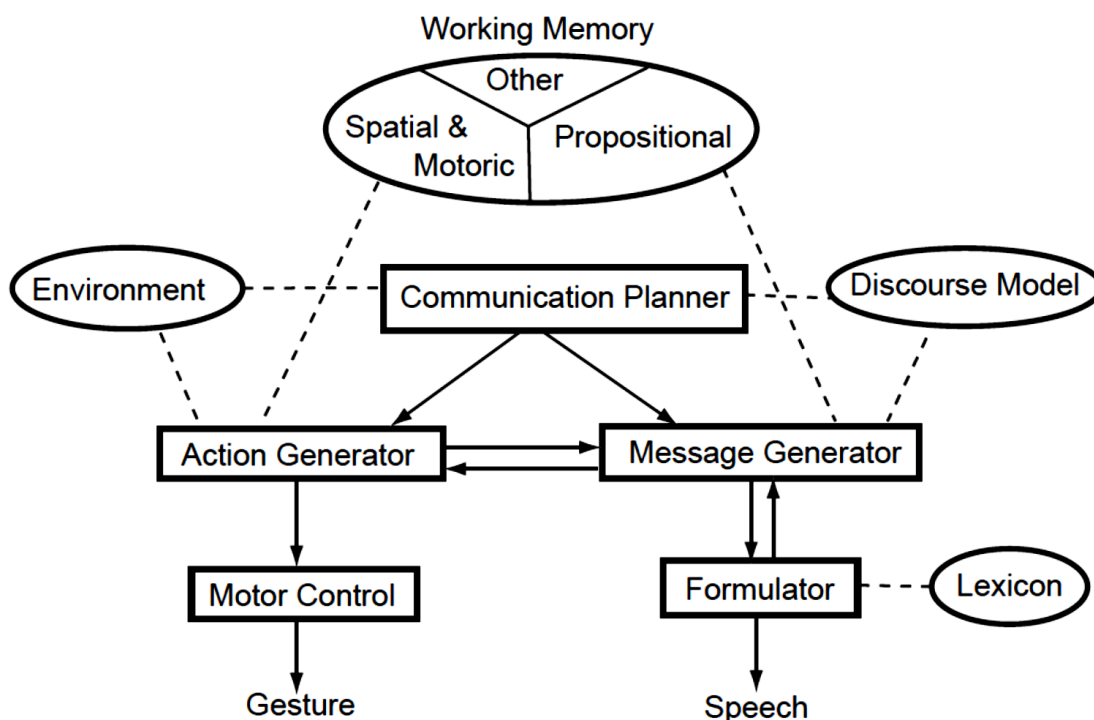 Working Memory
Other
Spatial &
Motoric
Propositional
Environment
Communication Planner
Discourse Model
Action Generator
Message Generator
Motor Control
Formulator
Lexicon
Gesture
Speech